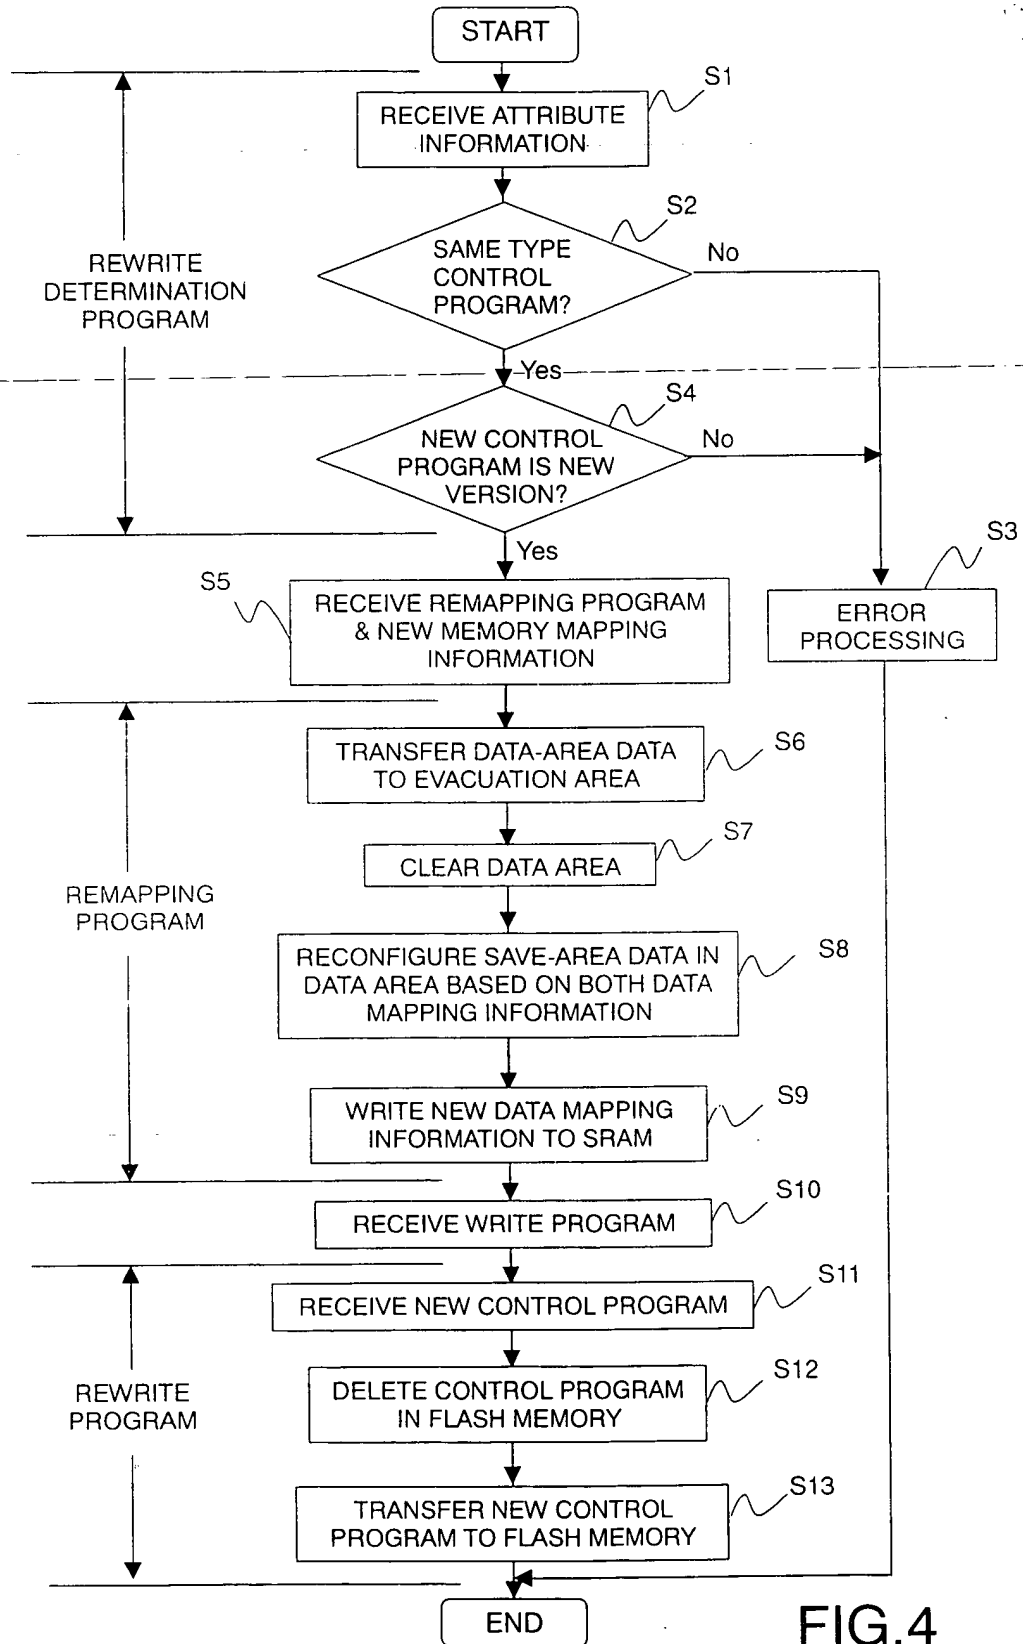 START
S1
RECEIVE ATTRIBUTE
INFORMATION
S2
SAME TYPE
CONTROL
PROGRAM?
No
REWRITE
DETERMINATION
PROGRAM
Yes
S4
NEW CONTROL
PROGRAM IS NEW
VERSION?
No
Yes
S3
ERROR
PROCESSING
S5
RECEIVE REMAPPING PROGRAM
& NEW MEMORY MAPPING
INFORMATION
S6
TRANSFER DATA-AREA DATA
TO EVACUATION AREA
S7
CLEAR DATA AREA
REMAPPING
PROGRAM
S8
RECONFIGURE SAVE-AREA DATA IN
DATA AREA BASED ON BOTH DATA
MAPPING INFORMATION
S9
WRITE NEW DATA MAPPING
INFORMATION TO SRAM
S10
RECEIVE WRITE PROGRAM
S11
RECEIVE NEW CONTROL PROGRAM
S12
DELETE CONTROL PROGRAM
IN FLASH MEMORY
REWRITE
PROGRAM
S13
TRANSFER NEW CONTROL
PROGRAM TO FLASH MEMORY
END
FIG.4